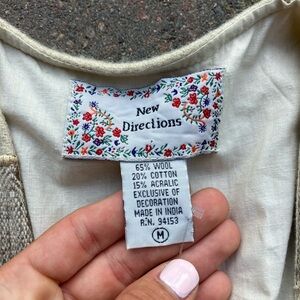 New
Directions
65% WOOL
20% COTTON
15% ACRALIC
EXCLUSIVE OF
DECORATION
MADE IN INDIA
R.N. 94153
M